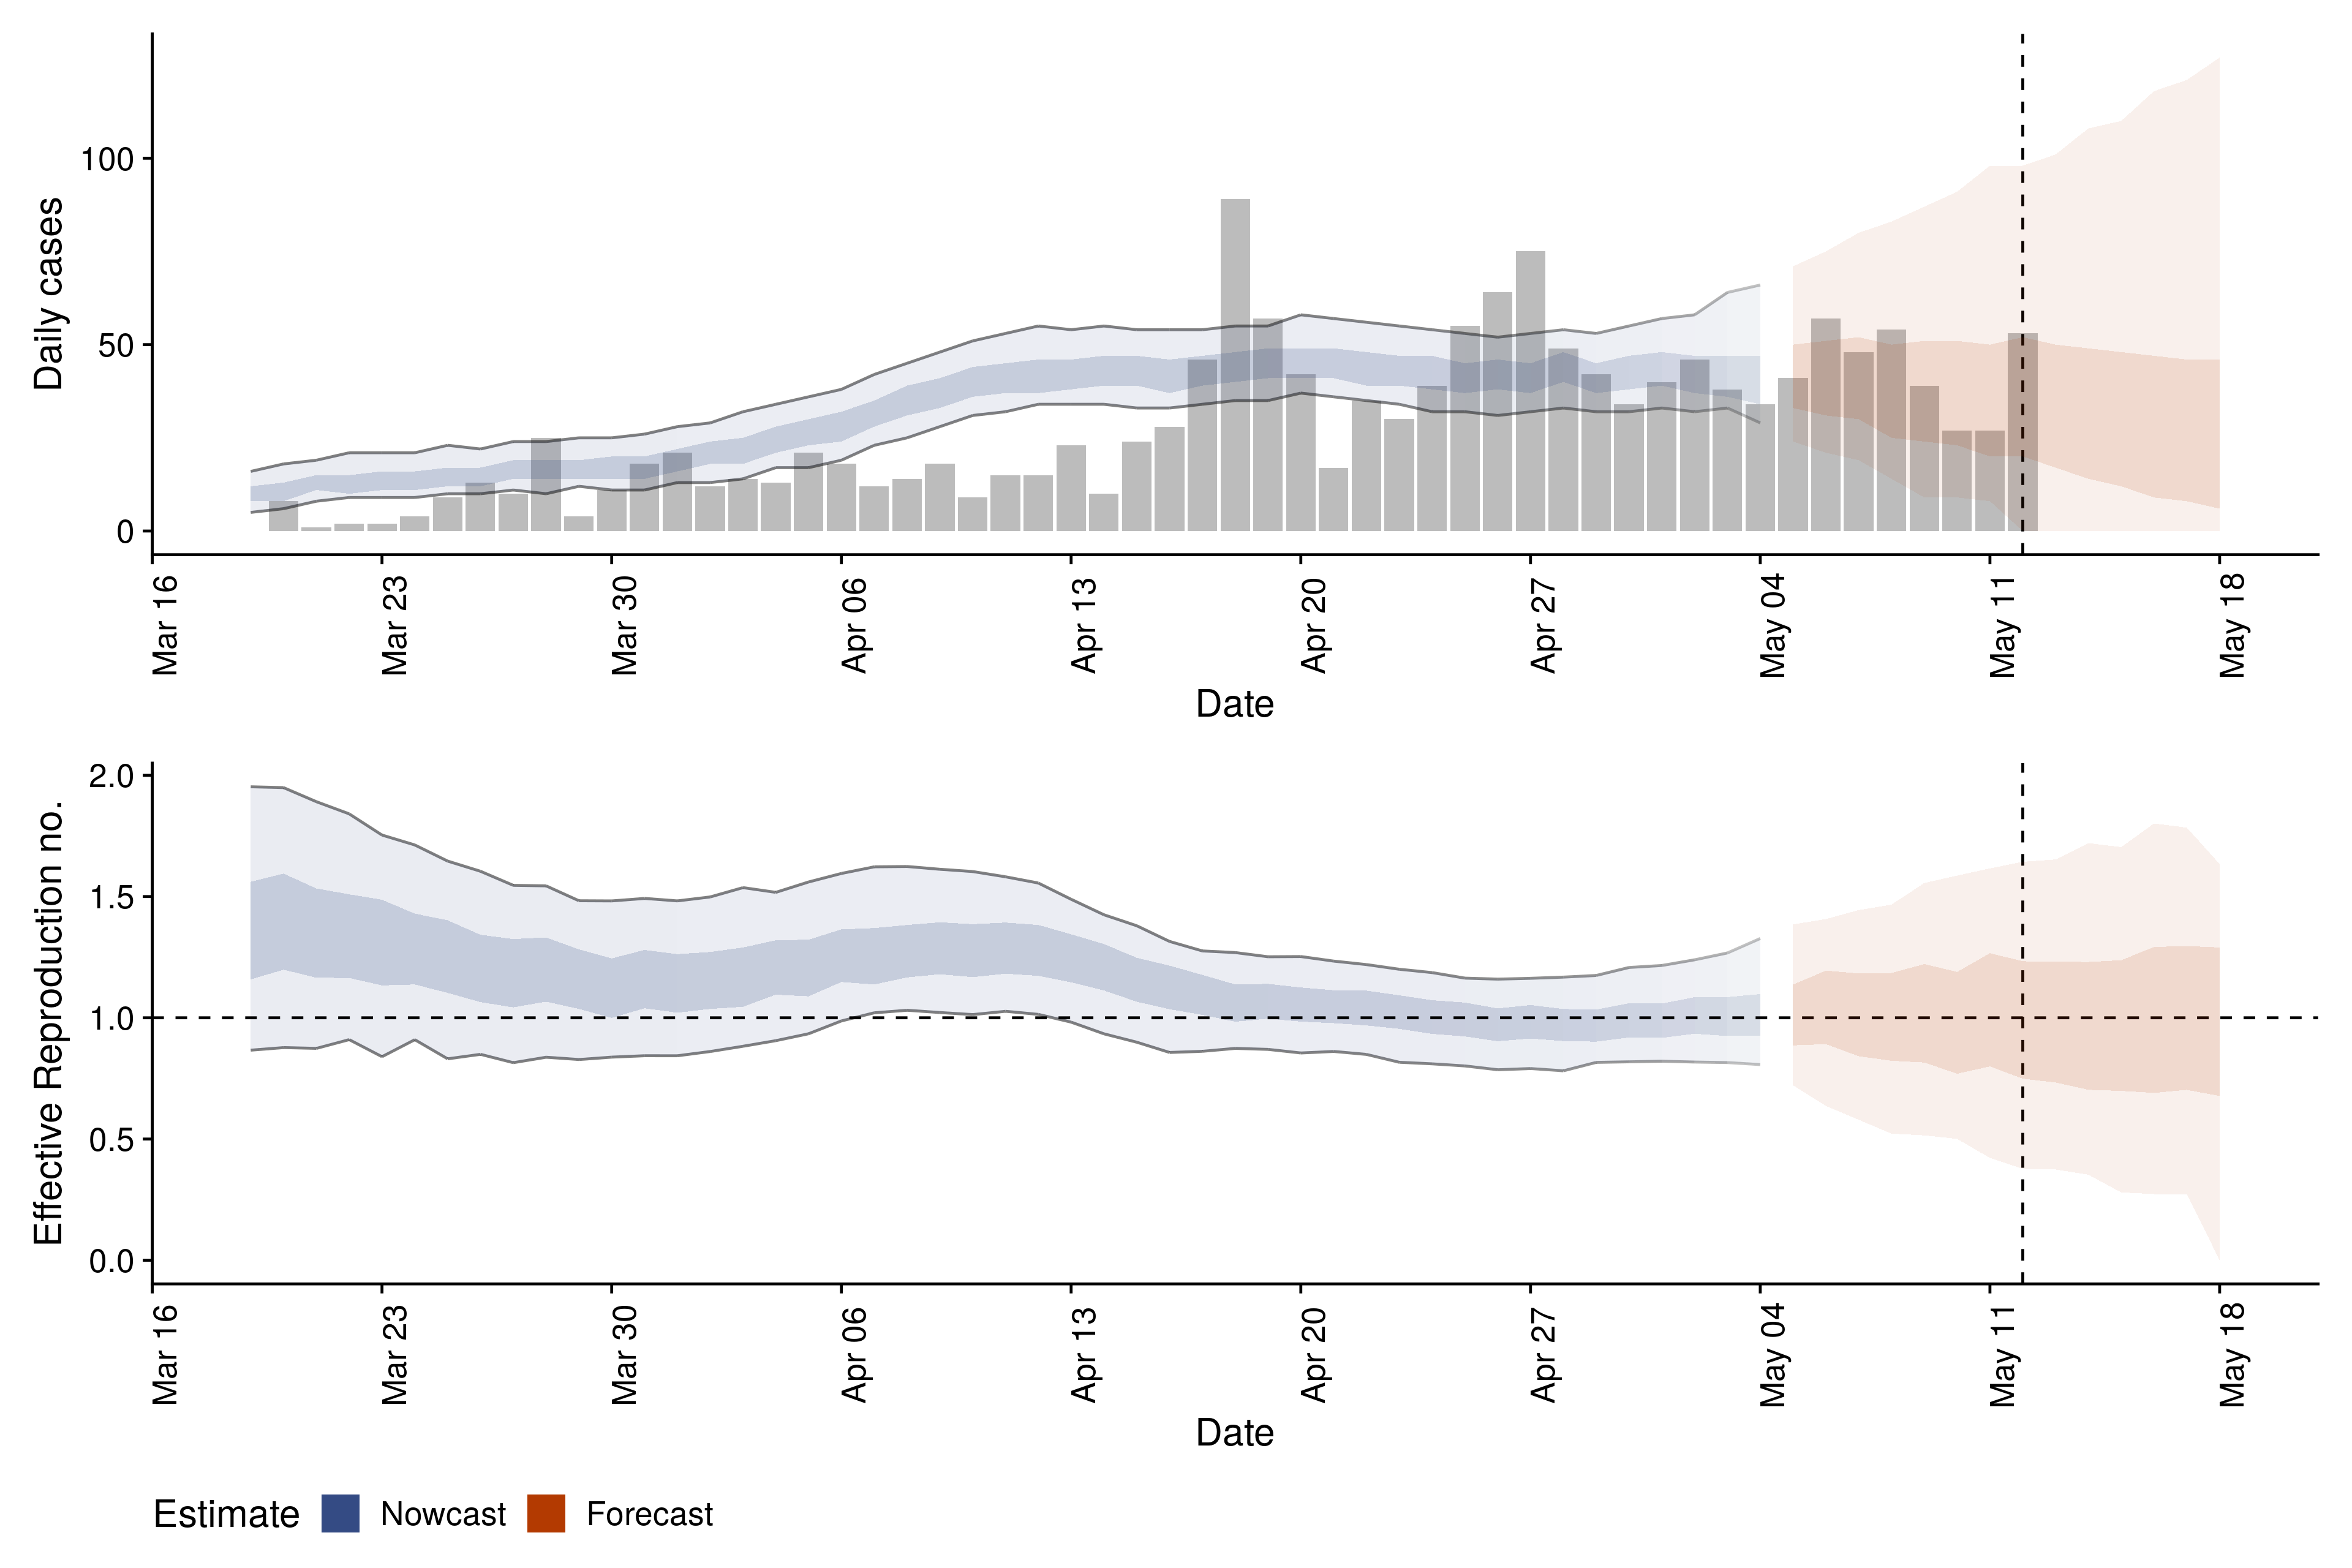 100
50
0
Daily cases
Mar 16
Mar 23
Mar 30
Apr 06
Apr 13
Apr 20
Apr 27
May 04
May 11
May 18
Date
2.0
1.5
1.0
0.5
0.0
Effective Reproduction no.
Mar 16
Mar 23
Mar 30
Apr 06
Apr 13
Apr 20
Apr 27
May 04
May 11
May 18
Date
Estimate Nowcast Forecast